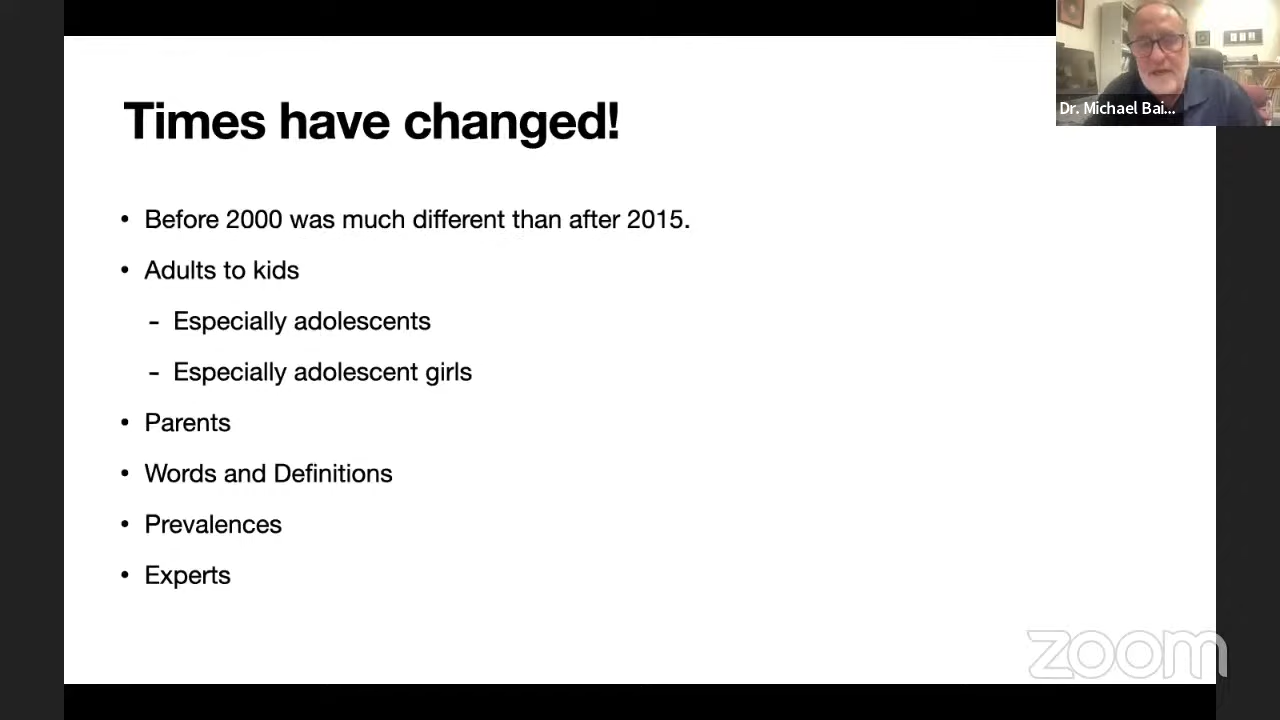 Times have changed!
Dr. Michael Bai...
• Before 2000 was much different than after 2015.
• Adults to kids
- Especially adolescents
- Especially adolescent girls
• Parents
• Words and Definitions
• Prevalences
• Experts
zoom